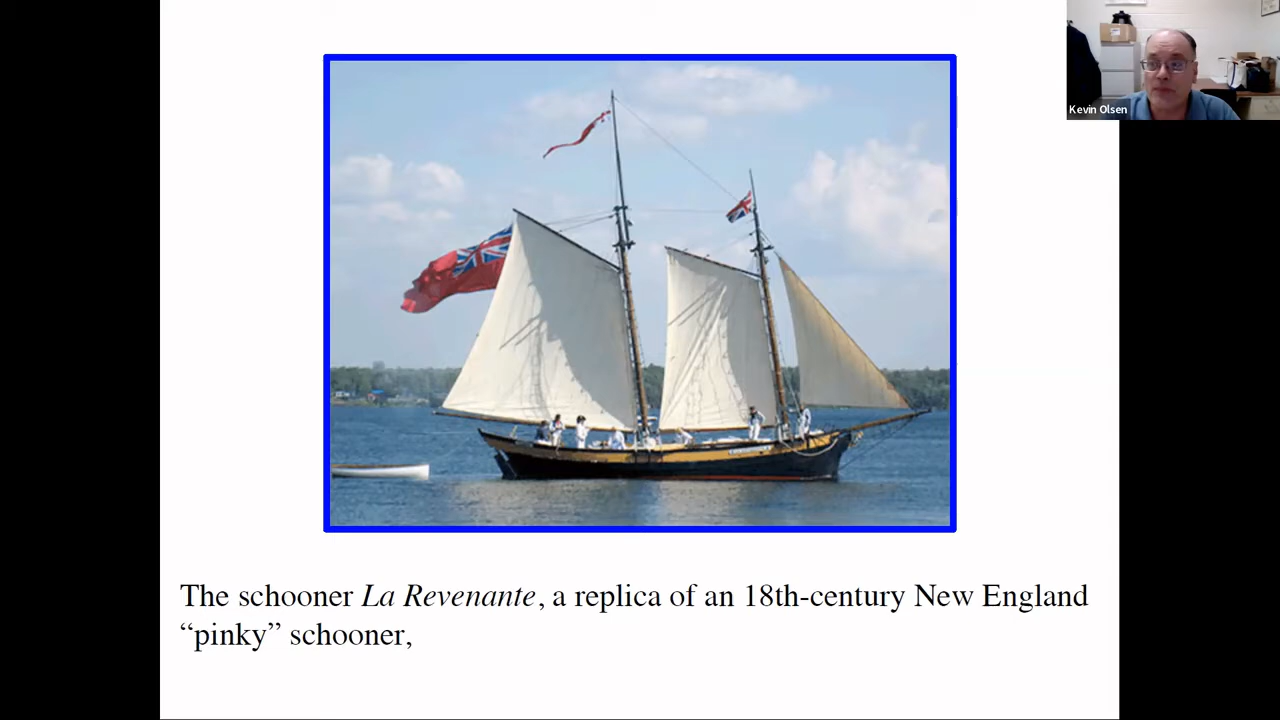 Kevin Olsen
The schooner La Revenante, a replica of an 18th-century New England
“pinky” schooner,